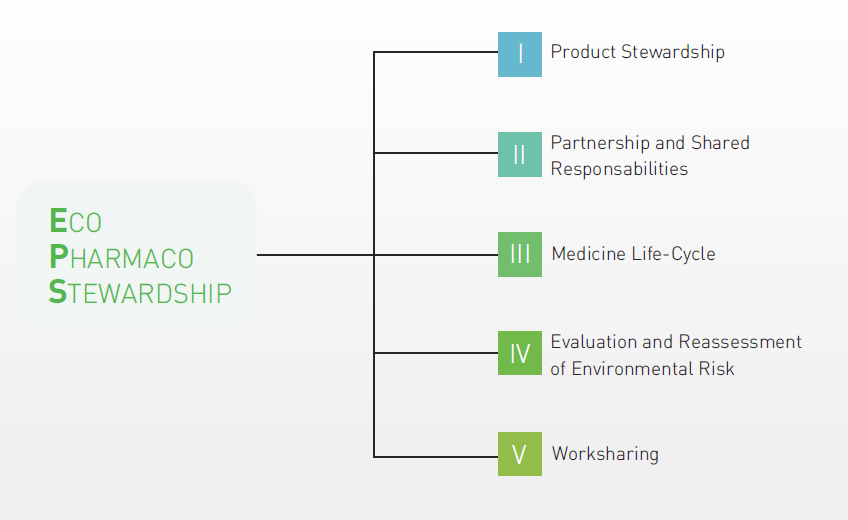 ECO
PHARMACO
STEWARDSHIP
I Product Stewardship
II Partnership and Shared
Responsabilities
III Medicine Life-Cycle
IV Evaluation and Reassessment
of Environmental Risk
V Worksharing